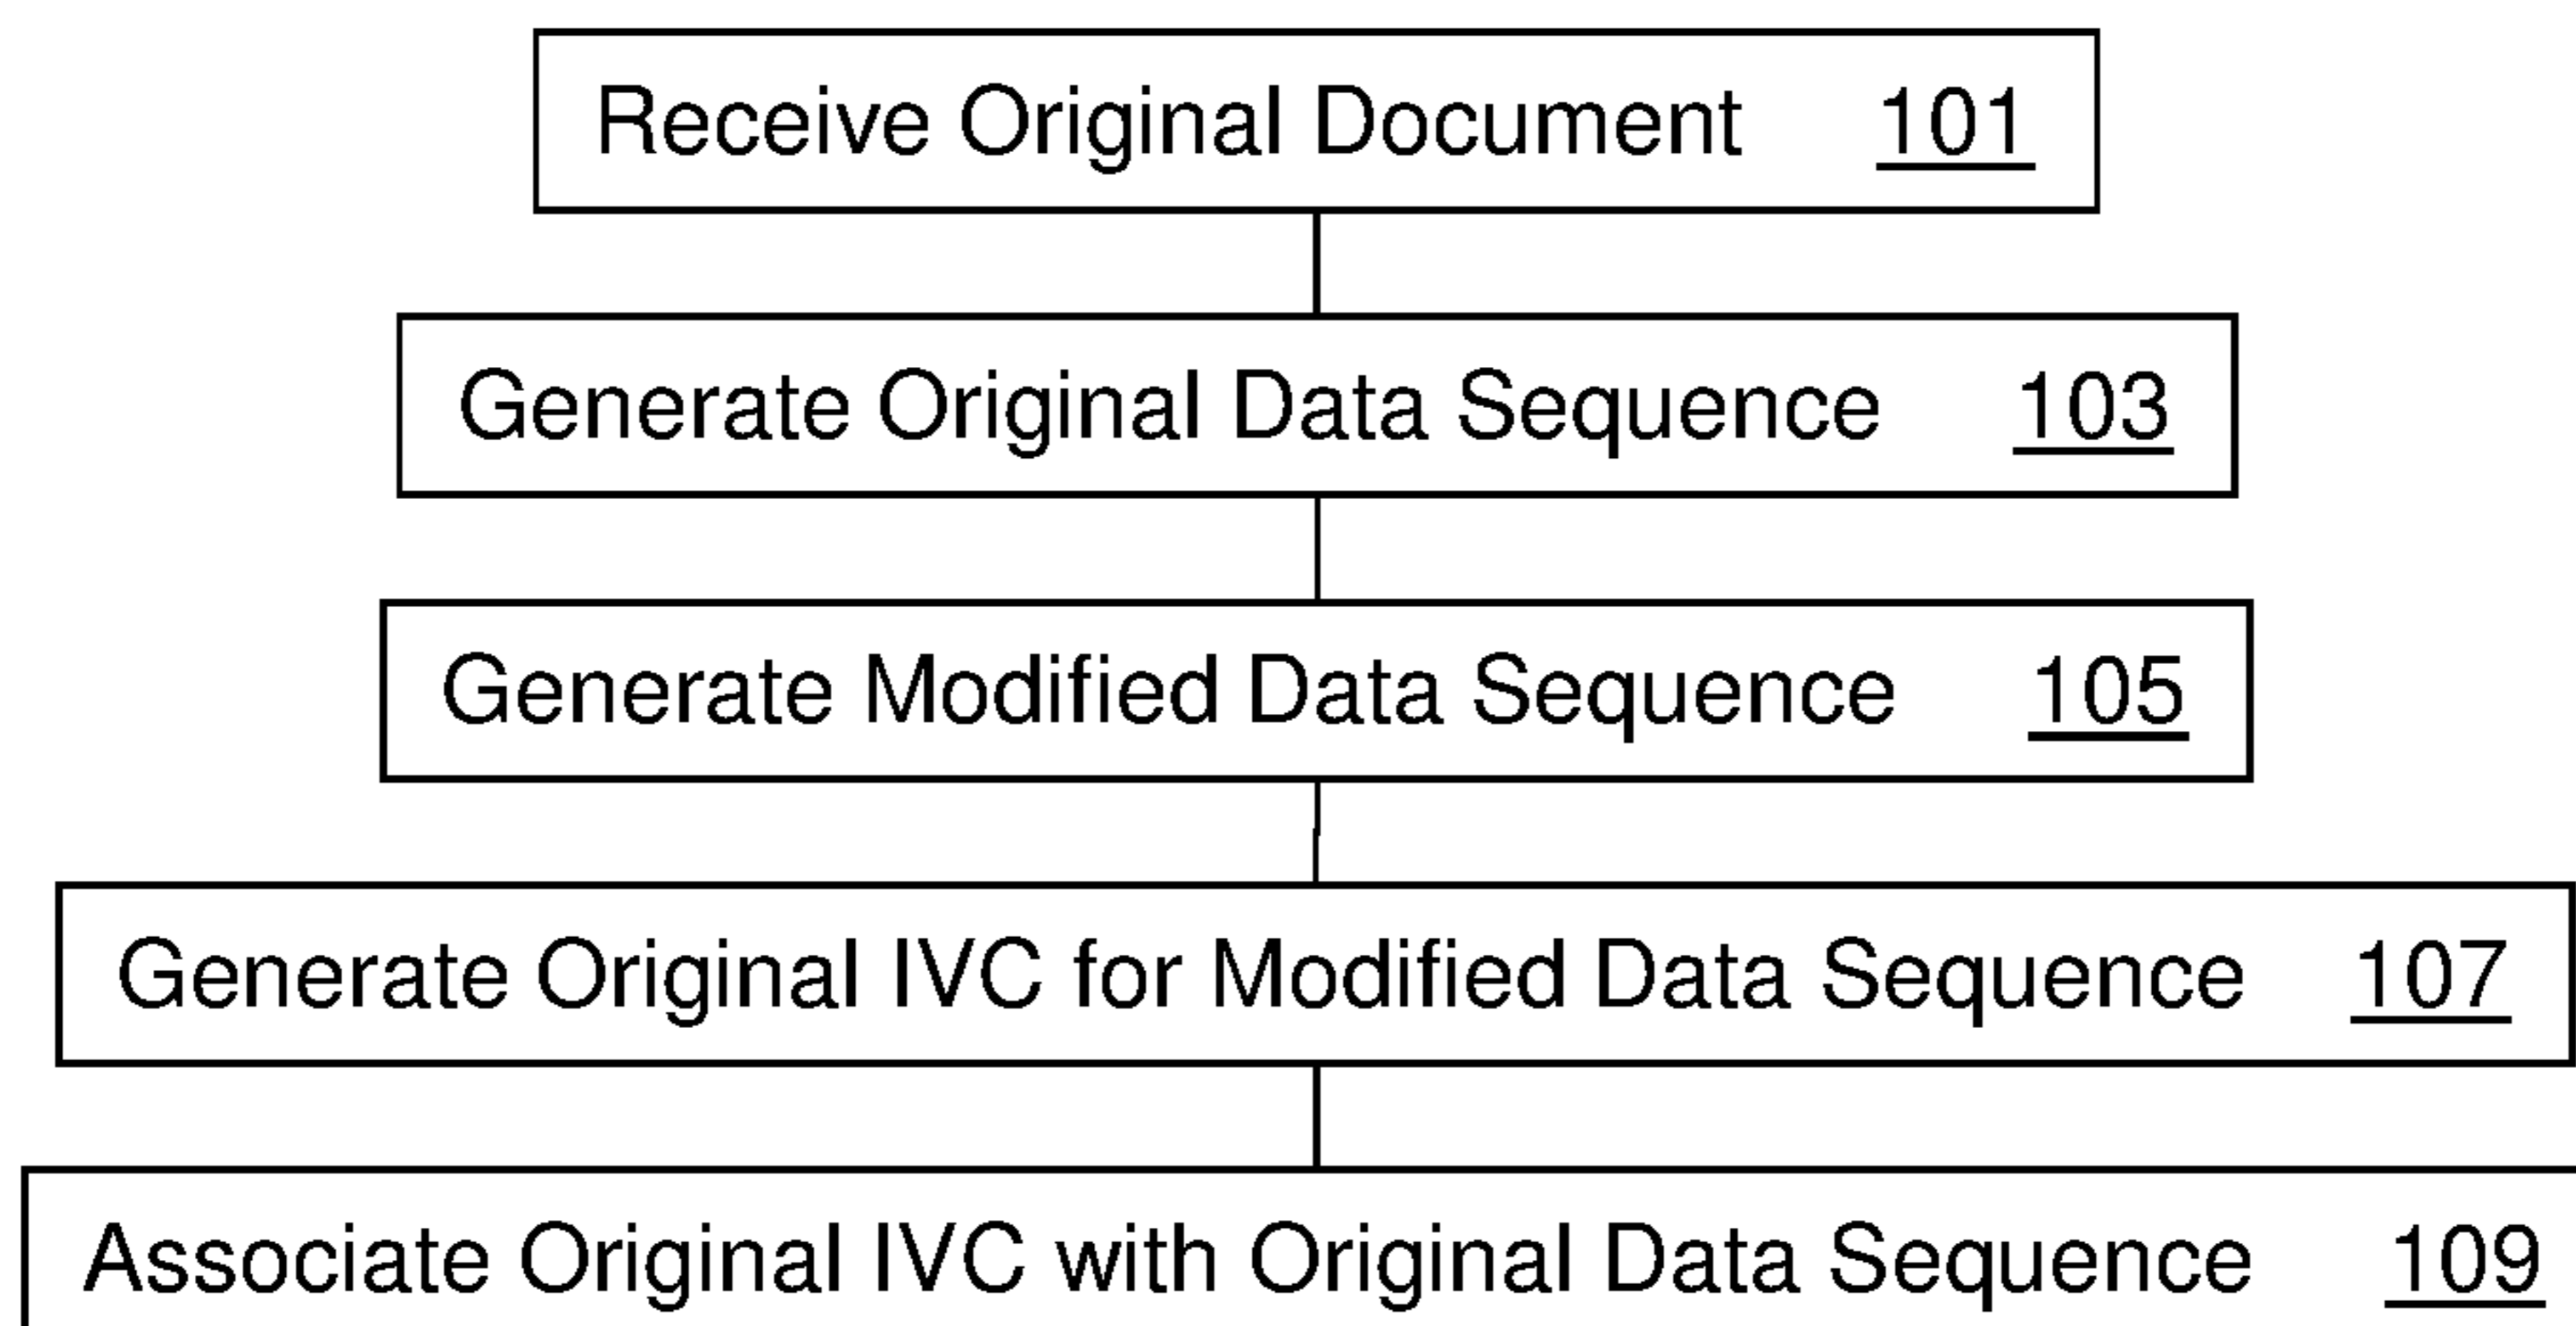 Receive Original Document 101
Generate Original Data Sequence 103
Generate Modified Data Sequence 105
Generate Original IVC for Modified Data Sequence 107
Associate Original IVC with Original Data Sequence 109